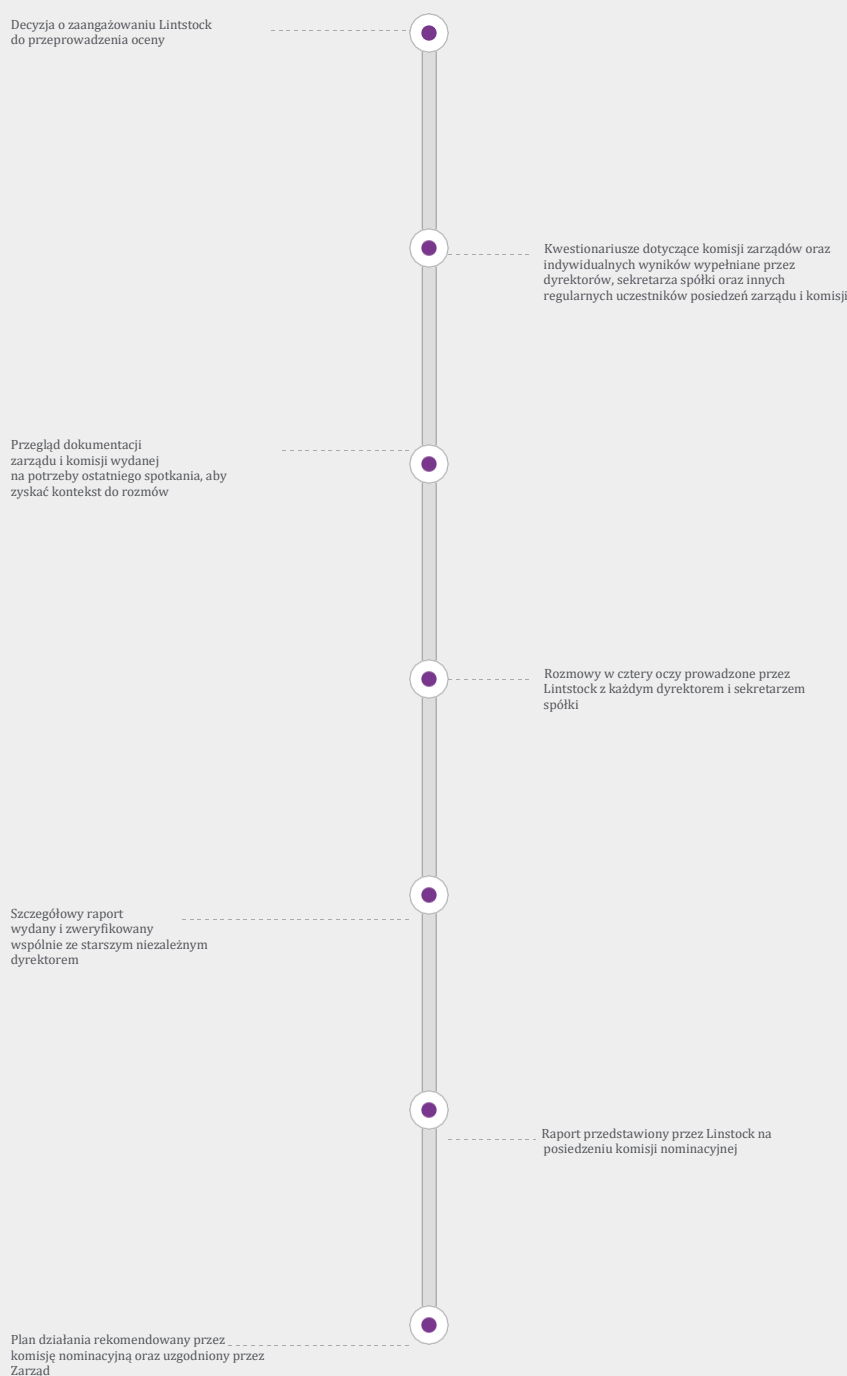 Decyzja o zaangażowaniu Lintstock
do przeprowadzenia oceny
Kwestionariusze dotyczące komisji zarządów oraz
indywidualnych wyników wypełniane przez
dyrektorów, sekretarza spółki oraz innych
regularnych uczestników posiedzeń zarządu i komisji
Przegląd dokumentacji
zarządu i komisji wydanej
na potrzeby ostatniego spotkania, aby
zyskać kontekst do rozmów
Rozmowy w cztery oczy prowadzone przez
Lintstock z każdym dyrektorem i sekretarzem
spółki
Szczegółowy raport
wydany i zweryfikowany
wspólnie ze starszym niezależnym
dyrektorem
Raport przedstawiony przez Linstock na
posiedzeniu komisji nominacyjnej
Plan działania rekomendowany przez
komisję nominacyjną oraz uzgodniony przez
Zarząd